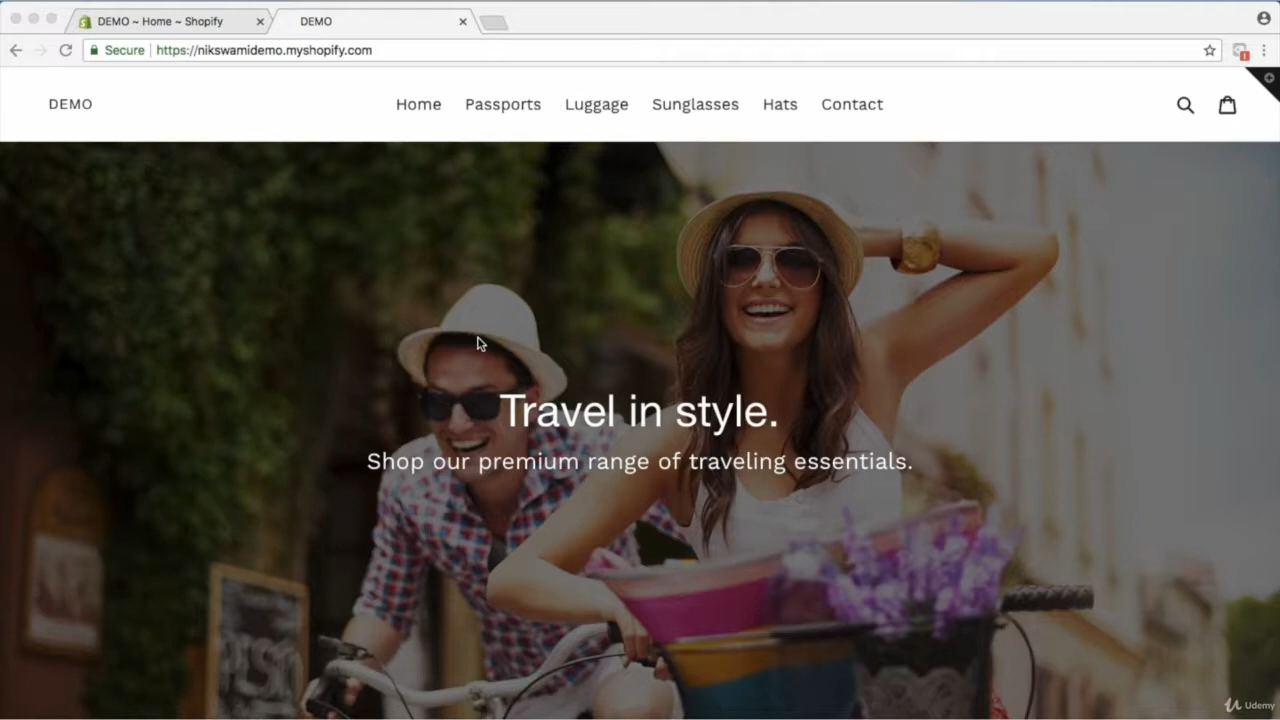 DEMO ~ Home ~ Shopify
DEMO
Secure
https://nikswamidemo.myshopify.com
DEMO
Home
Passports
Luggage
Sunglasses
Hats
Contact
Travel in style.
Shop our premium range of traveling essentials.
Udemy